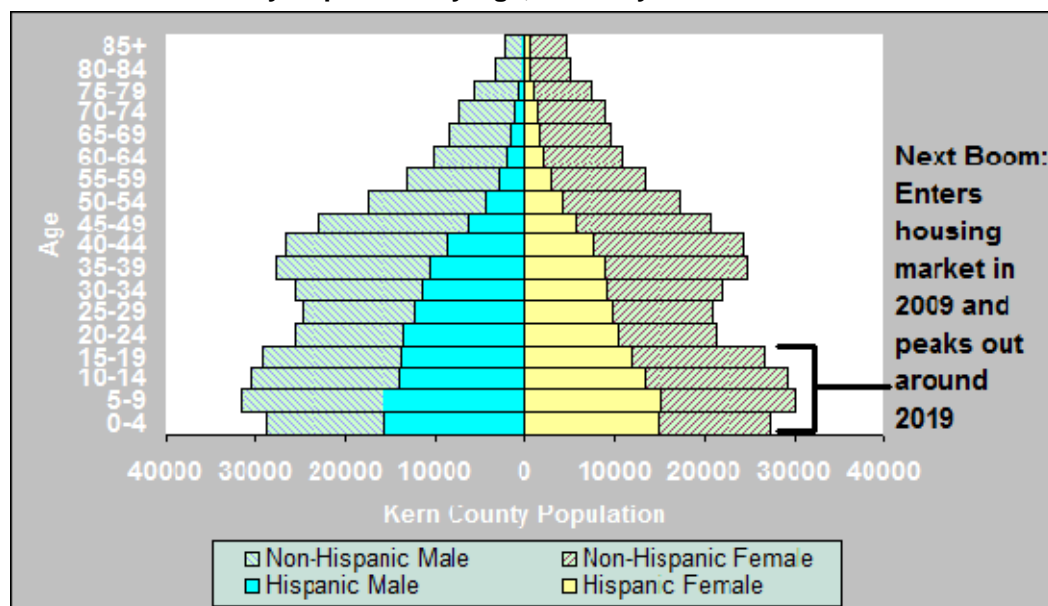 85+
80-84
75-79
70-74
65-69
60-64
55-59
50-54
45-49
40-44
35-39
30-34
25-29
20-24
15-19
10-14
5-9
0-4
Age
Next Boom:
Enters
housing
market in
2009 and
peaks out
around
2019
40000 30000 20000 10000 0 10000 20000 30000 40000
Kern County Population
Non-Hispanic Male Non-Hispanic Female
Hispanic Male Hispanic Female